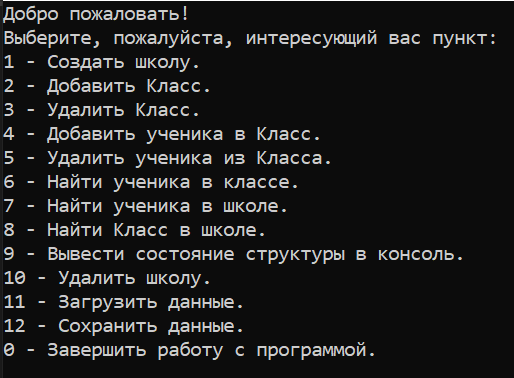 Добро пожаловать!
Выберите, пожалуйста, интересующий вас пункт:
1 - Создать школу.
2 - Добавить Класс.
3 - Удалить Класс.
4 - Добавить ученика в Класс.
5 - Удалить ученика из Класса.
6 - Найти ученика в классе.
7 - Найти ученика в школе.
8 - Найти Класс в школе.
9 - Вывести состояние структуры в консоль.
10 - Удалить школу.
11 - Загрузить данные.
12 - Сохранить данные.
0 - Завершить работу с программой.